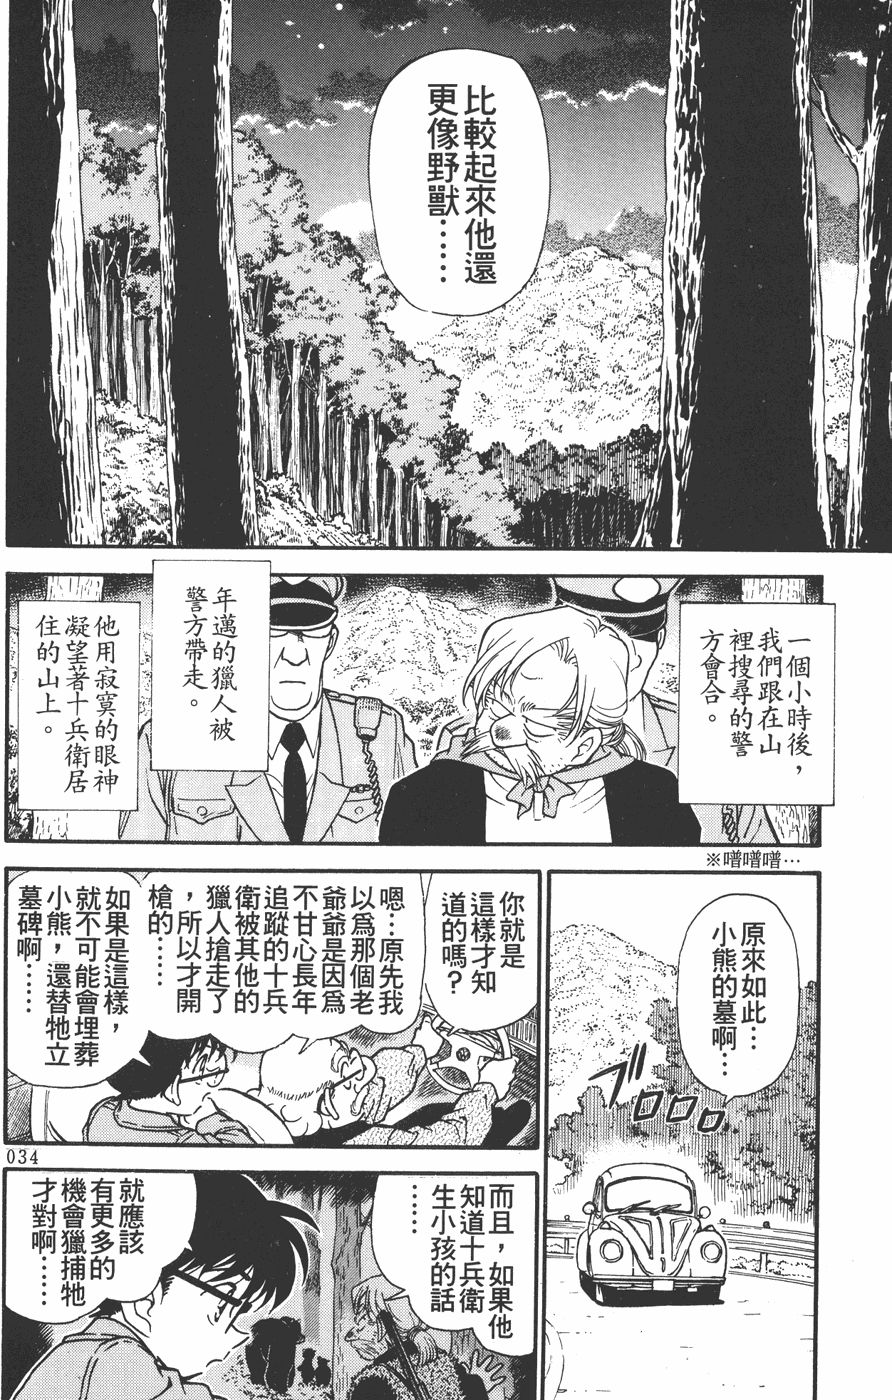 比較起來他還
更像野獸……
一個小時後，
我們跟在山
裡搜尋的警
方會合。
年邁的獵人被
警方帶走。
他用寂寞的眼神
凝望著十兵衛居
住的山上。
※噌噌噌…
原來如此…
小熊的墓啊…
ブロロロ
你就是
這樣才知
道的嗎？
嗯…原先我
以爲那個老
爺爺是因爲
不甘心長年
追蹤的十兵
衛被其他的
獵人搶走了
，所以才開
槍的……
如果是這樣，
就不可能會埋葬
小熊，還替牠立
墓碑啊……
034
而且，如果他
知道十兵衛
生小孩的話
……
就應該
有更多的
機會獵捕牠
才對啊……